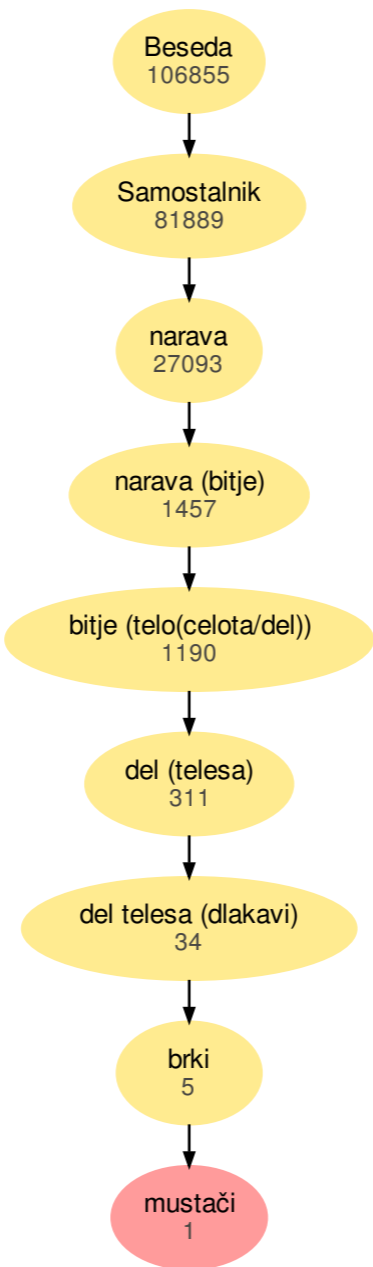 Beseda
106855
Samostalnik
81889
narava
27093
narava (bitje)
1457
bitje (telo(celota/del))
1190
del (telesa)
311
del telesa (dlakavi)
34
brki
5
mustači
1